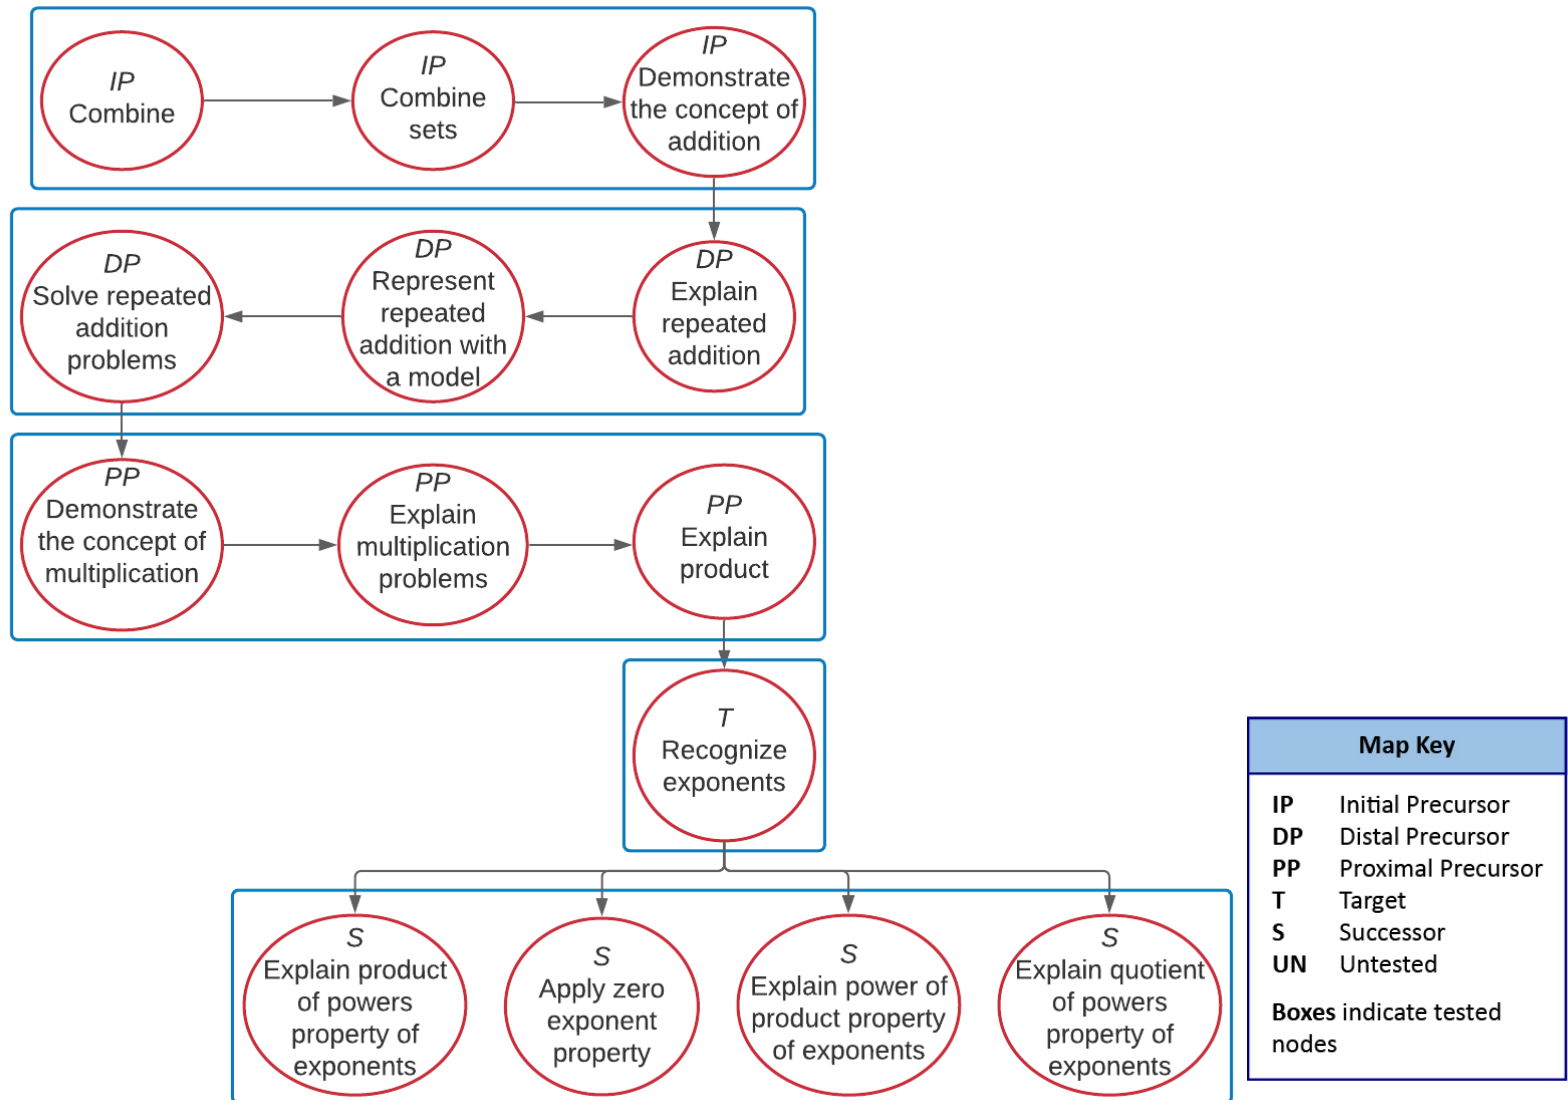 IP
Combine
IP
Combine
sets
IP
Demonstrate
the concept of
addition
DP
Solve repeated
addition
problems
DP
Represent
repeated
addition with
a model
DP
Explain
repeated
addition
PP
Demonstrate
the concept of
multiplication
PP
Explain
multiplication
problems
PP
Explain
product
T
Recognize
exponents
S
Explain product
of powers
property of
exponents
S
Apply zero
exponent
property
S
Explain power of
product property
of exponents
S
Explain quotient
of powers
property of
exponents
Map Key
IP Initial Precursor
DP Distal Precursor
PP Proximal Precursor
T Target
S Successor
UN Untested
Boxes indicate tested
nodes